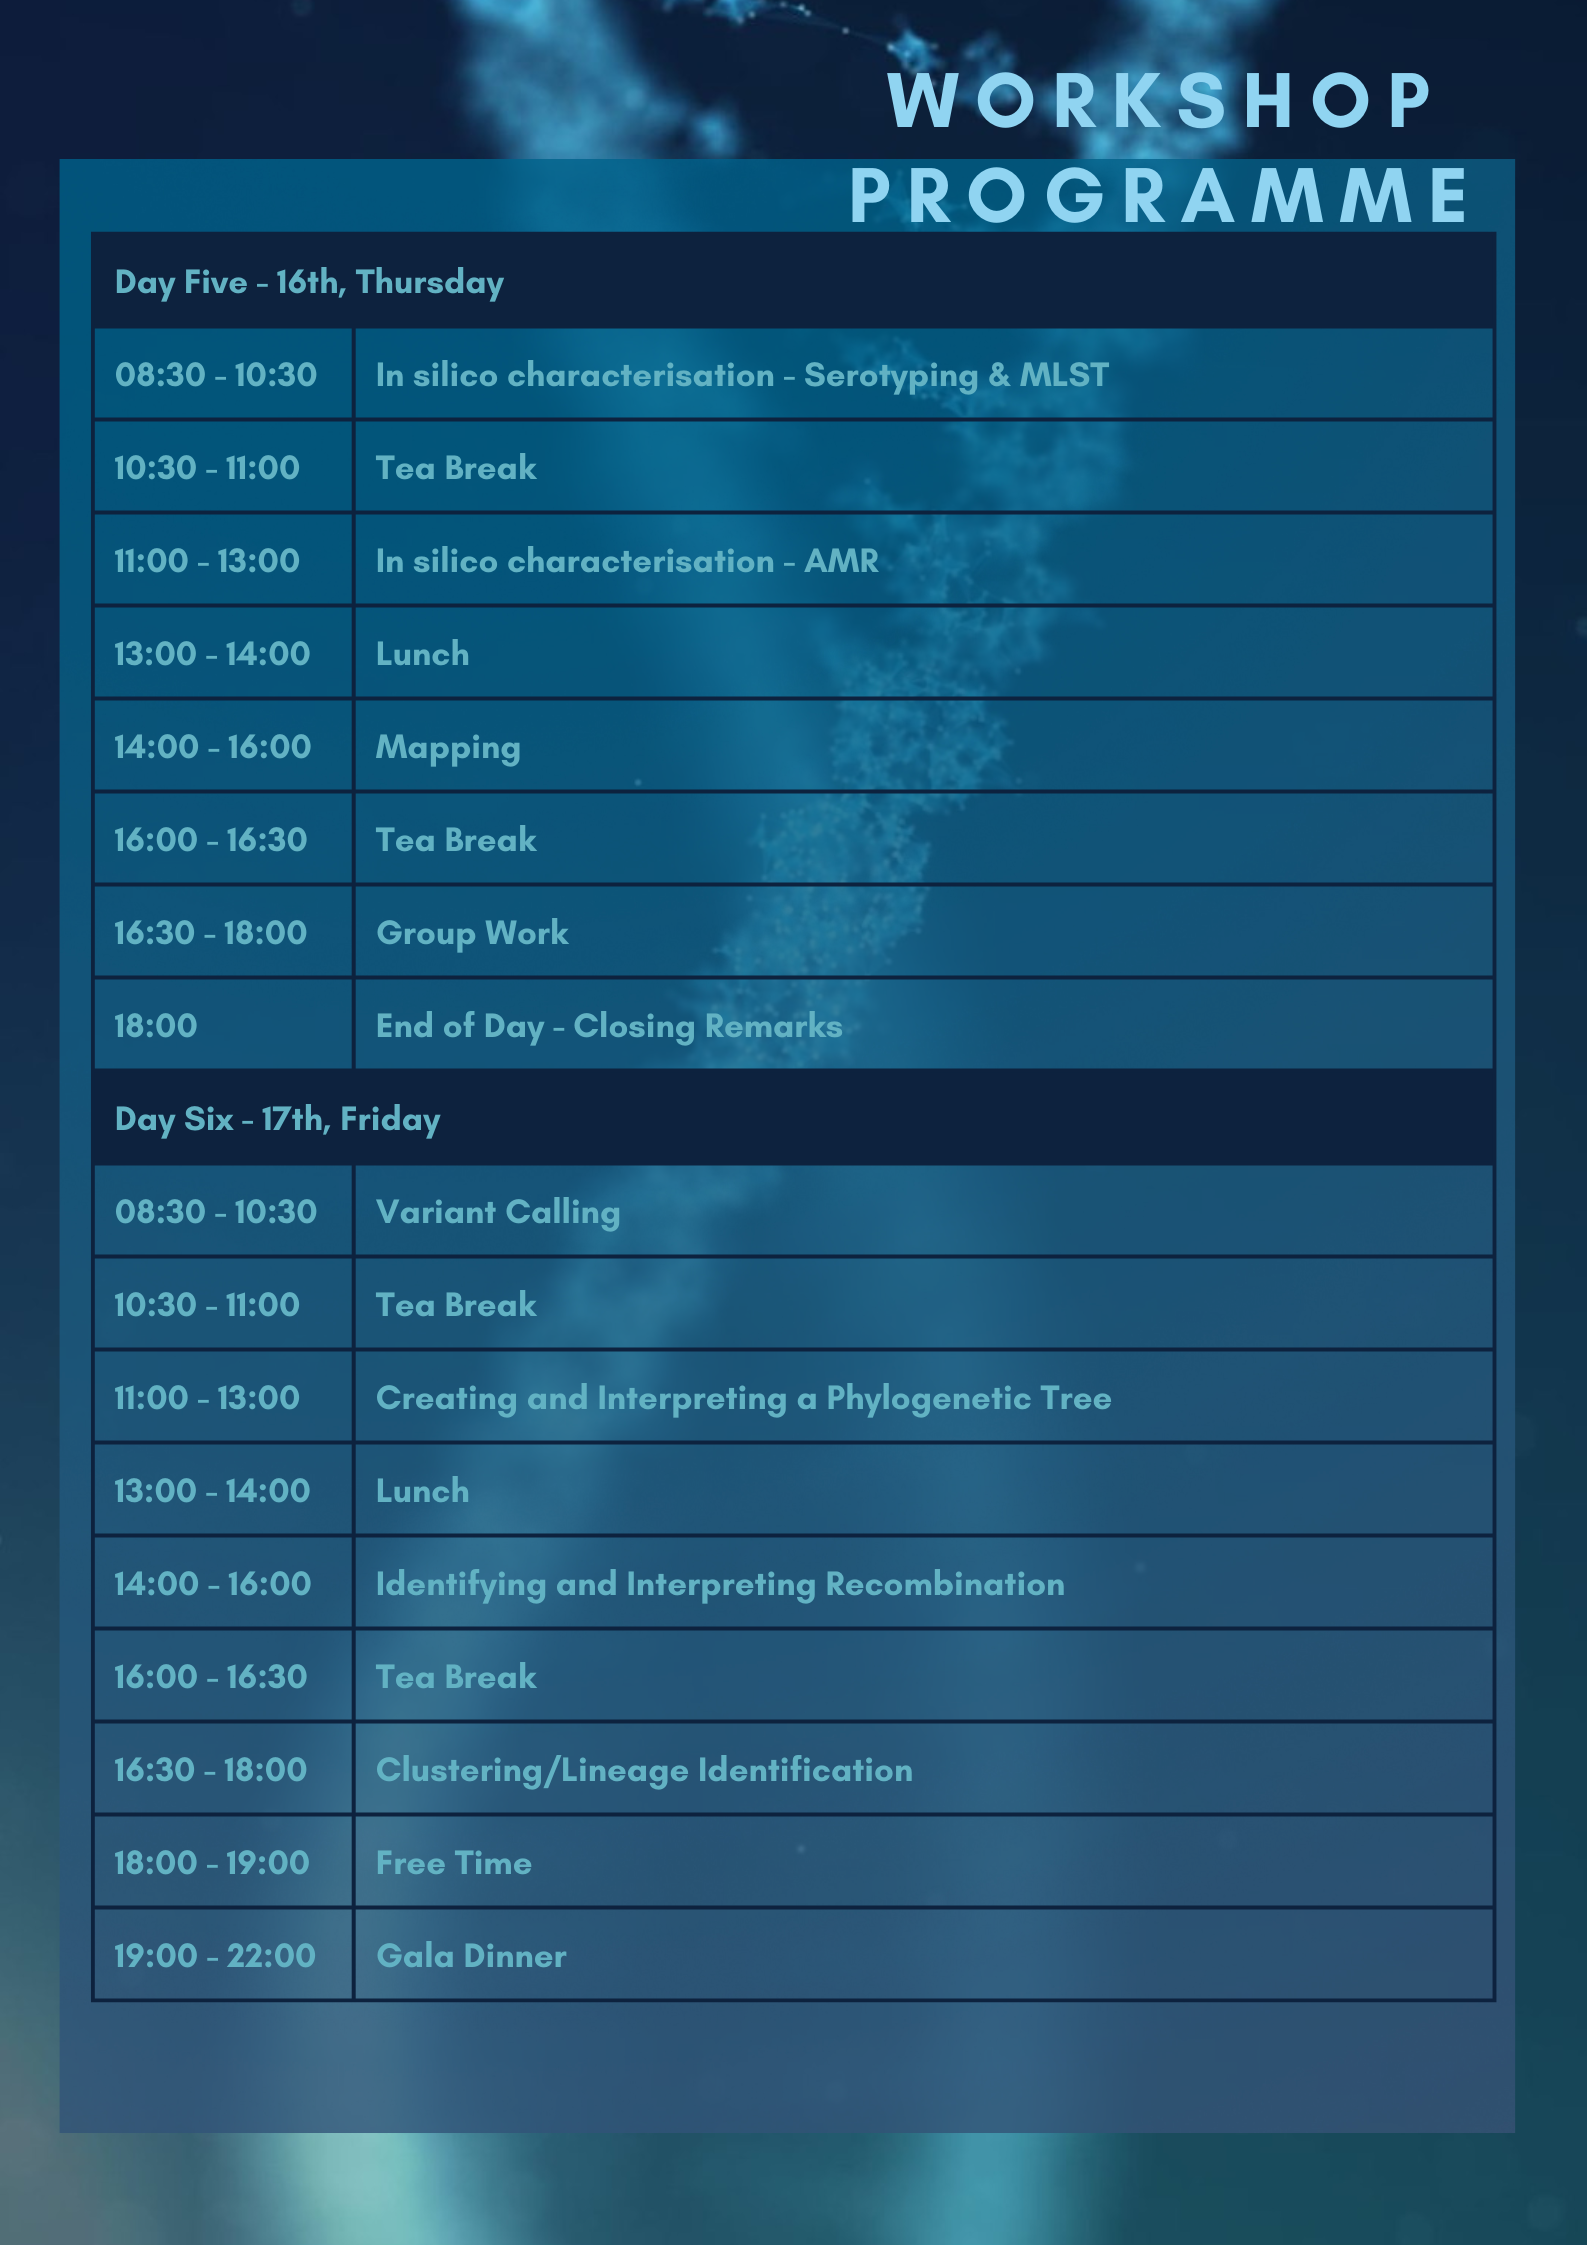 WORKSHOP
PROGRAMME
Day Five - 16th, Thursday
08:30 - 10:30 In silico characterisation - Serotyping & MLST
10:30 - 11:00 Tea Break
11:00 - 13:00 In silico characterisation - AMR
13:00 - 14:00 Lunch
14:00 - 16:00 Mapping
16:00 - 16:30 Tea Break
16:30 - 18:00 Group Work
18:00 End of Day - Closing Remarks
Day Six - 17th, Friday
08:30 - 10:30 Variant Calling
10:30 - 11:00 Tea Break
11:00 - 13:00 Creating and Interpreting a Phylogenetic Tree
13:00 - 14:00 Lunch
14:00 - 16:00 Identifying and Interpreting Recombination
16:00 - 16:30 Tea Break
16:30 - 18:00 Clustering/Lineage Identification
18:00 - 19:00 Free Time
19:00 - 22:00 Gala Dinner